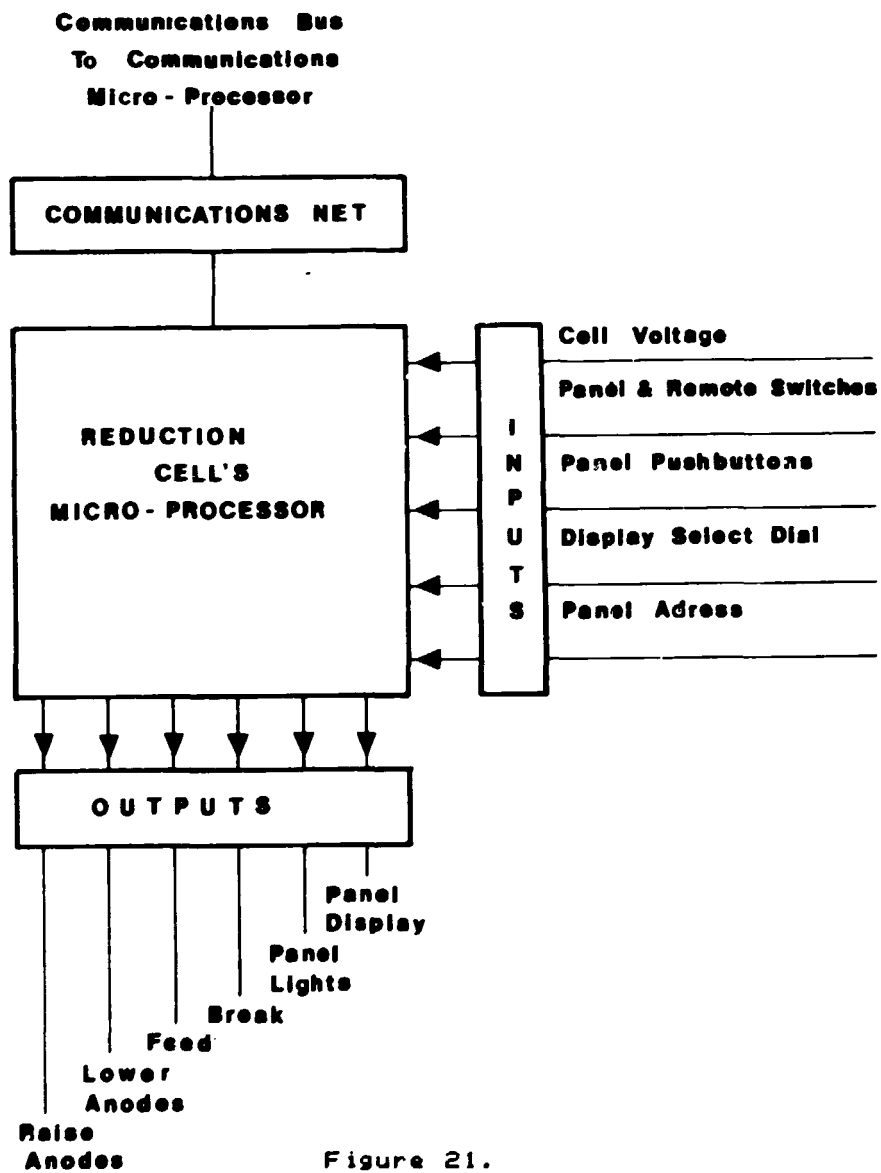 Communications Bus
To Communications
Micro-Processor
COMMUNICATIONS NET
REDUCTION
CELL'S
MICRO-PROCESSOR
INPUTS
Cell Voltage
Panel & Remote Switches
Panel Pushbuttons
Display Select Dial
Panel Adress
OUTPUTS
Panel
Display
Panel
Lights
Break
Feed
Lower
Anodes
Raise
Anodes
Figure 21.